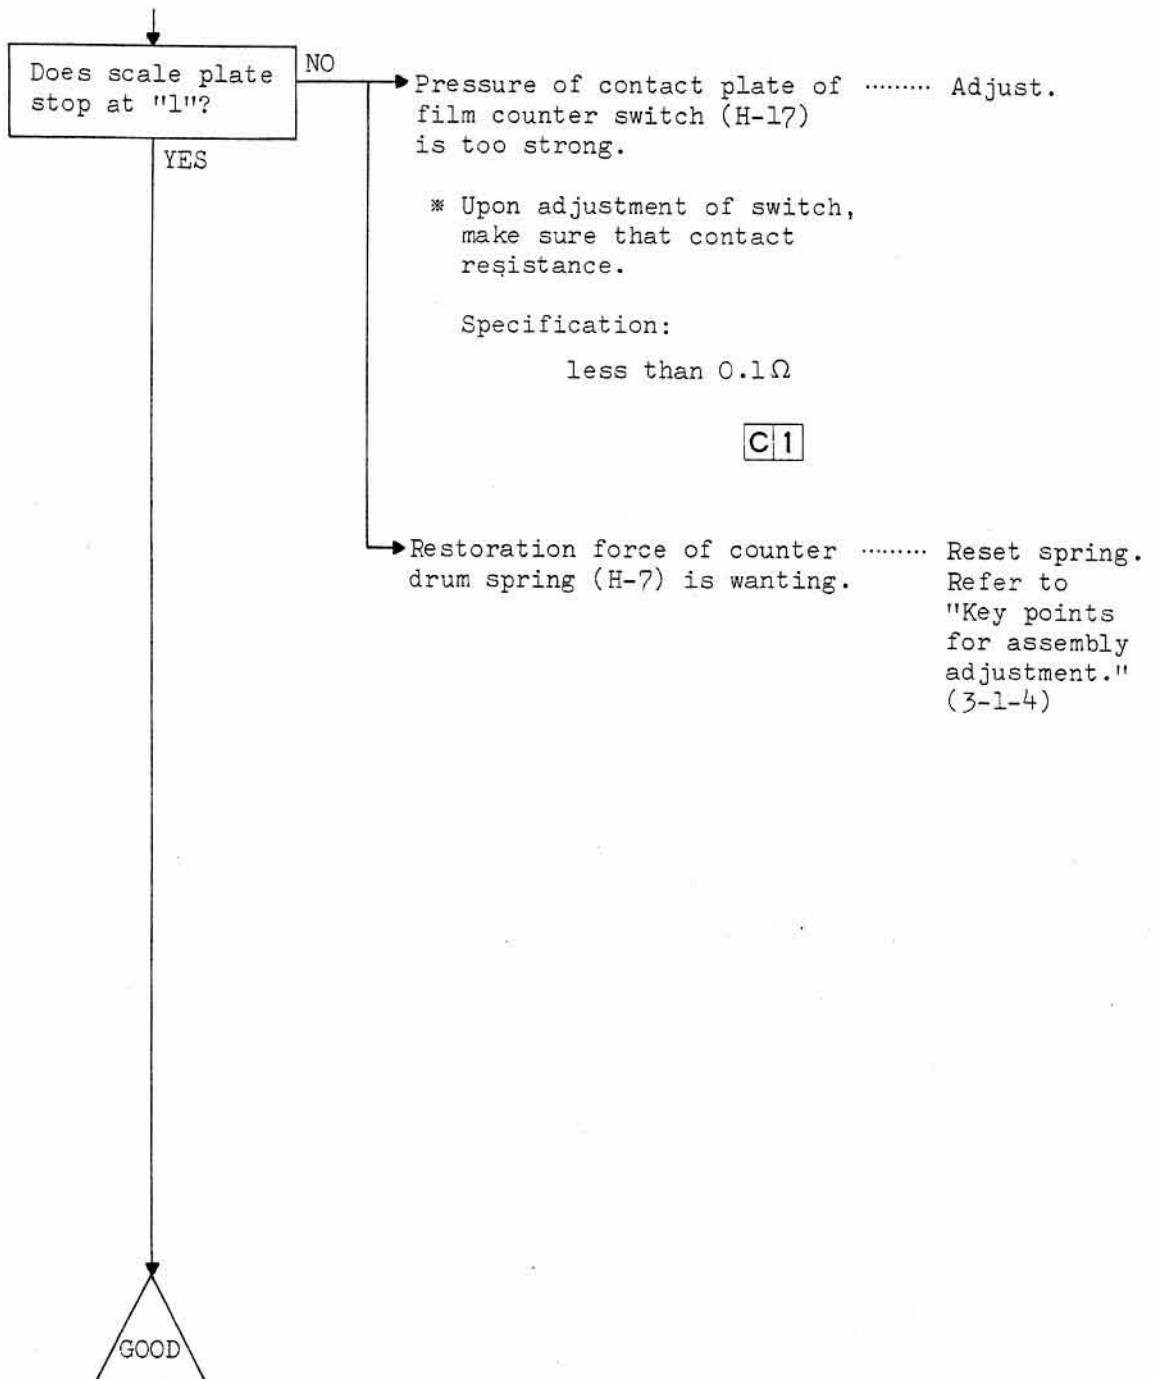 Does scale plate
stop at "1"?
NO
YES
Pressure of contact plate of ......... Adjust.
film counter switch (H-17)
is too strong.
※ Upon adjustment of switch,
make sure that contact
resistance.
Specification:
less than 0.1Ω
C 1
Restoration force of counter ......... Reset spring.
drum spring (H-7) is wanting. Refer to
"Key points
for assembly
adjustment."
(3-1-4)
GOOD